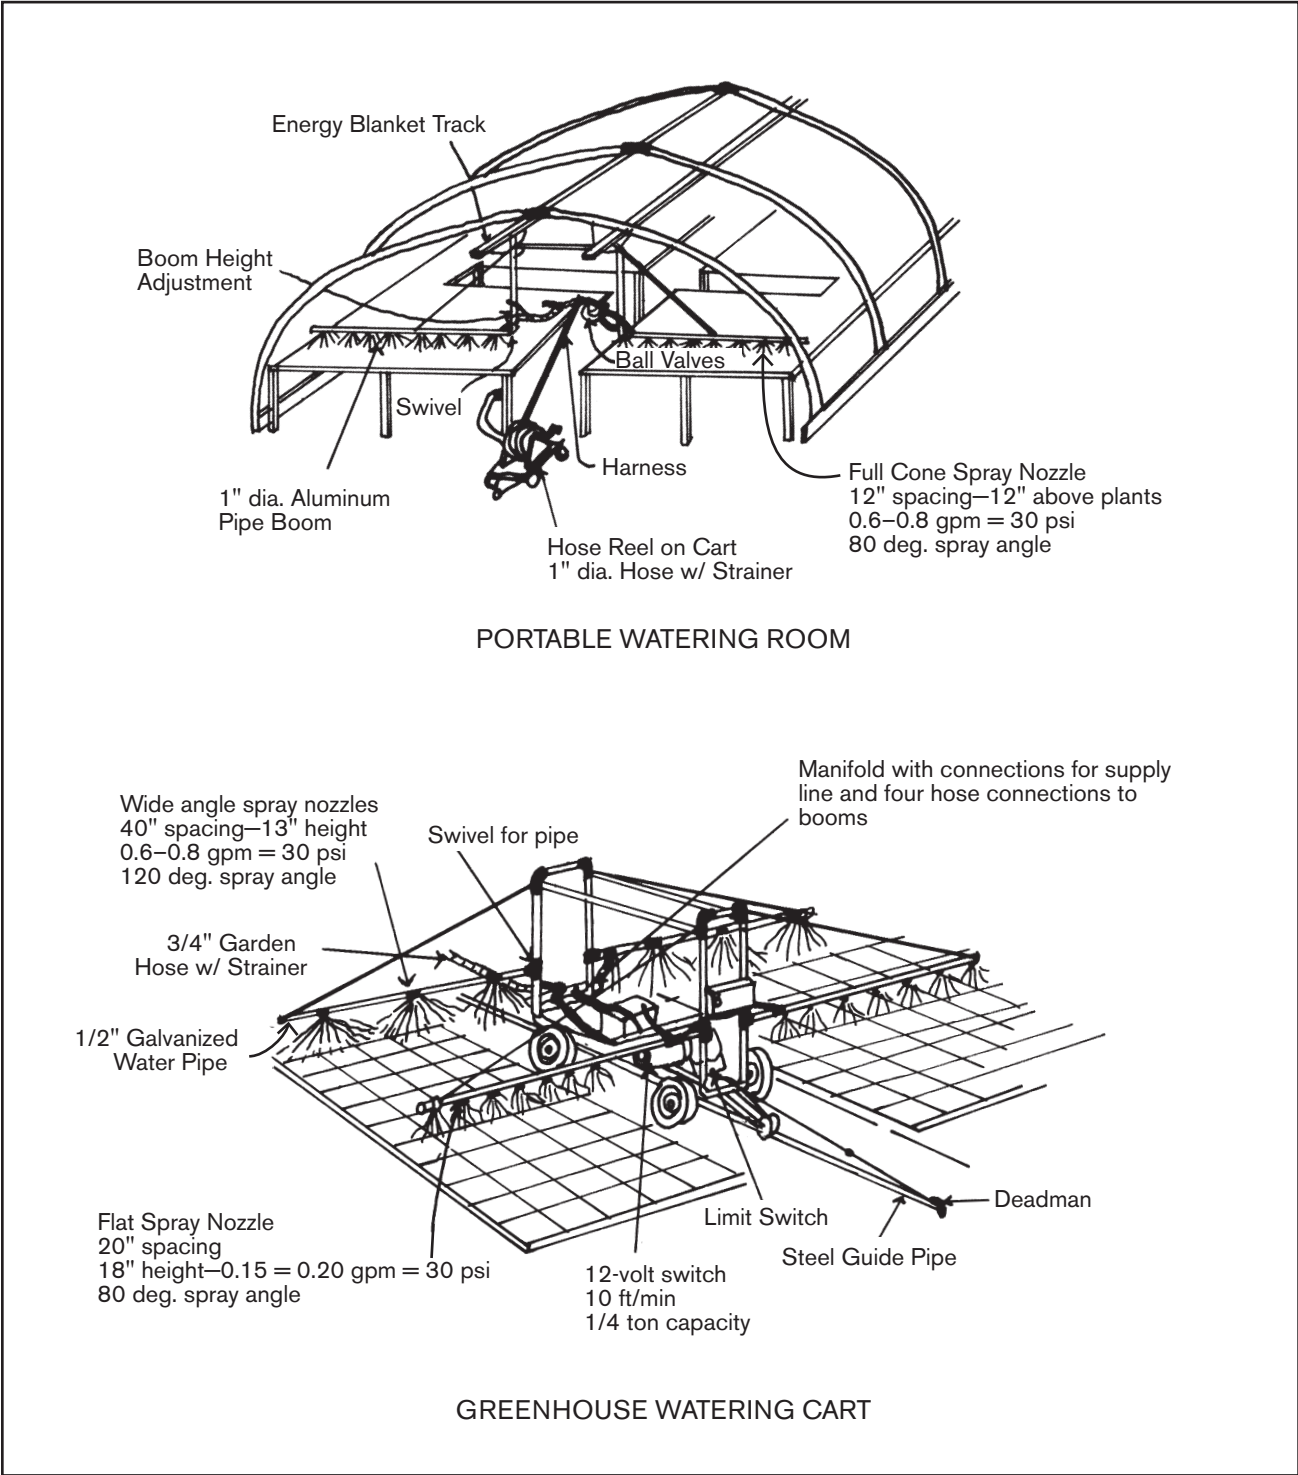 Energy Blanket Track
Boom Height
Adjustment
Ball Valves
Swivel
Harness
1" dia. Aluminum
Pipe Boom
Full Cone Spray Nozzle
12" spacing—12" above plants
0.6–0.8 gpm = 30 psi
80 deg. spray angle
Hose Reel on Cart
1" dia. Hose w/ Strainer
PORTABLE WATERING ROOM
Manifold with connections for supply
line and four hose connections to
booms
Wide angle spray nozzles
40" spacing—13" height
0.6–0.8 gpm = 30 psi
120 deg. spray angle
Swivel for pipe
3/4" Garden
Hose w/ Strainer
1/2" Galvanized
Water Pipe
Deadman
Limit Switch
Steel Guide Pipe
Flat Spray Nozzle
20" spacing
18" height—0.15 = 0.20 gpm = 30 psi
80 deg. spray angle
12-volt switch
10 ft/min
1/4 ton capacity
GREENHOUSE WATERING CART